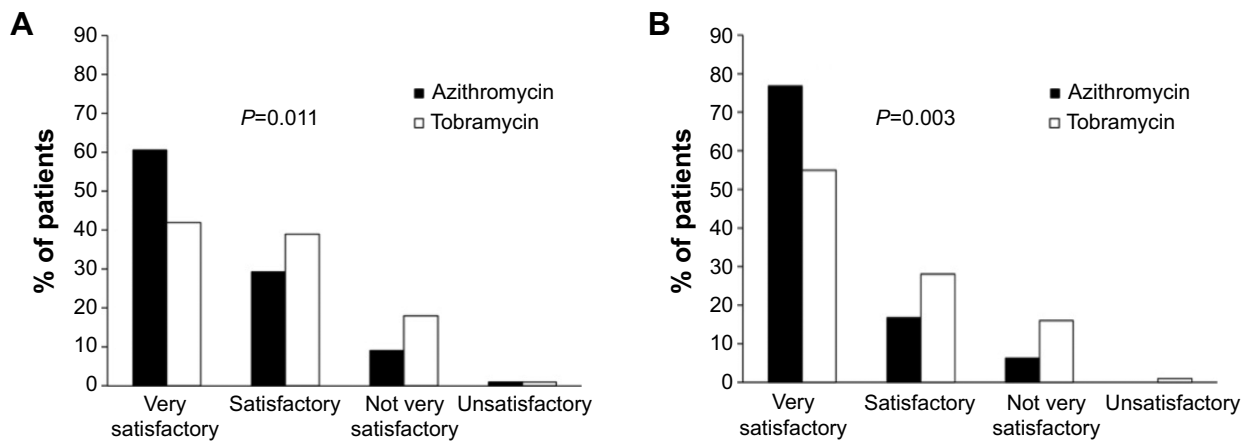 A
90
80
70
60
50
40
30
20
10
0
% of patients
P=0.011
Azithromycin
Tobramycin
Very
satisfactory
Satisfactory
Not very
satisfactory
Unsatisfactory
B
90
80
70
60
50
40
30
20
10
0
% of patients
P=0.003
Azithromycin
Tobramycin
Very
satisfactory
Satisfactory
Not very
satisfactory
Unsatisfactory